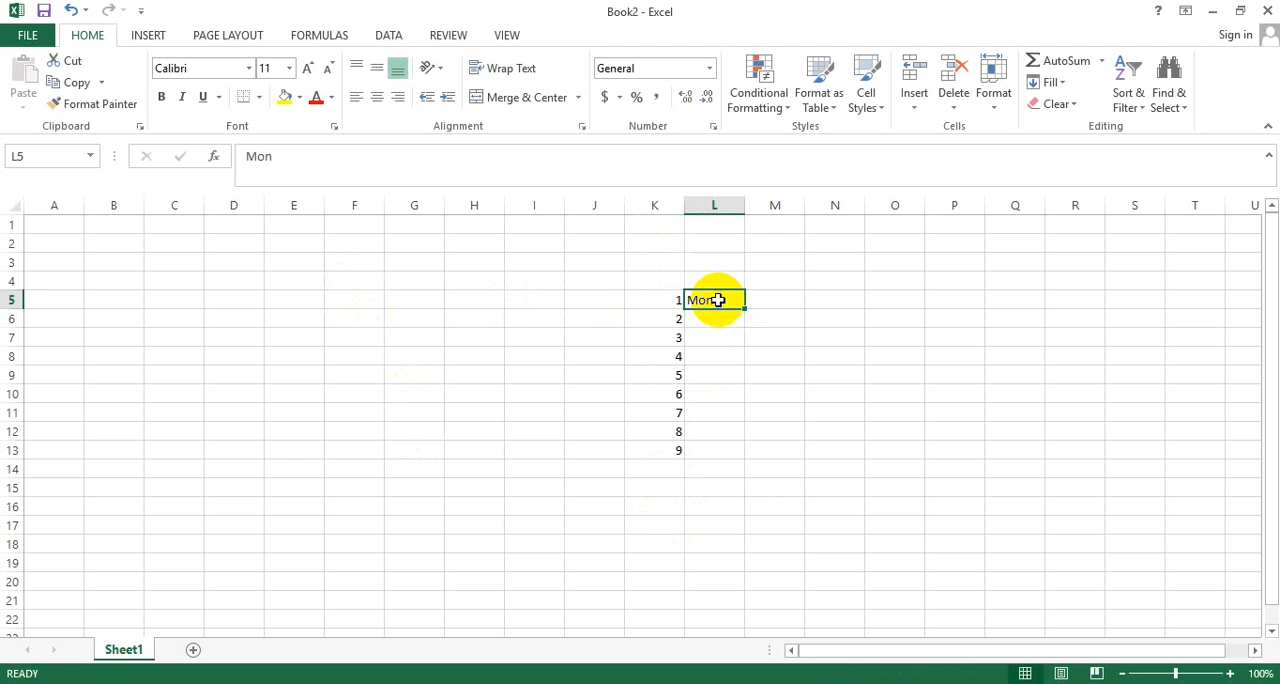 Book2 - Excel
Sign in
FILE HOME INSERT PAGE LAYOUT FORMULAS DATA REVIEW VIEW
Paste
Cut
Copy
Format Painter
Clipboard
Calibri 11
B I U
Font
Wrap Text
Merge & Center
Alignment
General
$ % ,
Number
Conditional Formatting
Format as Table
Cell Styles
Styles
Insert
Delete
Format
Cells
AutoSum
Fill
Clear
Sort & Filter
Find & Select
Editing
L5
fx
Mon
A B C D E F G H I J K L M N O P Q R S T U
1
2
3
4
5 1 Mon
6 2
7 3
8 4
9 5
10 6
11 7
12 8
13 9
14
15
16
17
18
19
20
21
22
Sheet1
READY
100%